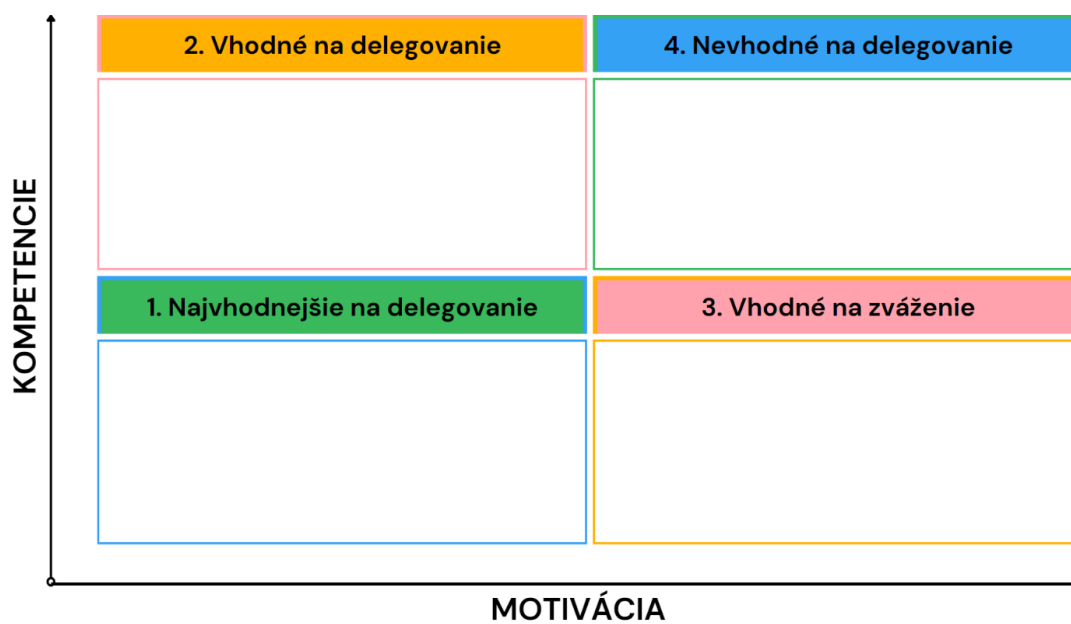 2. Vhodné na delegovanie
4. Nevhodné na delegovanie
KOMPETENCIE
1. Najvhodnejšie na delegovanie
3. Vhodné na zváženie
MOTIVÁCIA